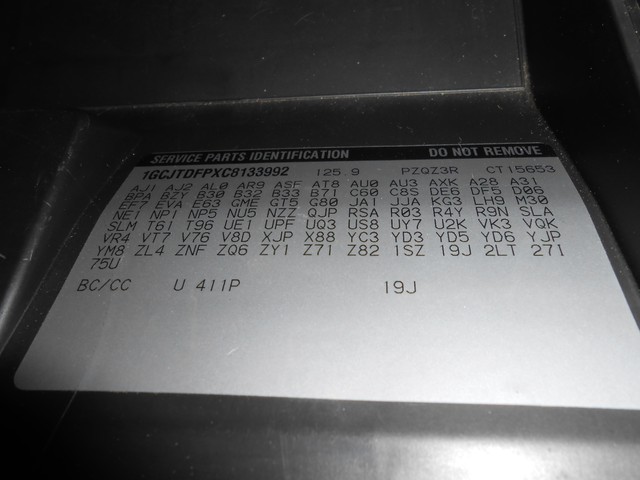 SERVICE PARTS IDENTIFICATION DO NOT REMOVE
1GCJTDFPXC8133992 125.9 PZQZ3R CT15653
AJ1 AJ2 AL0 AR9 ASF AT8 AU0 AU3 AXK A28 A31
BPA BZY B30 B32 B33 B71 C60 C8S DE6 DF5 D06
EF7 EVA E63 GME GT5 G80 JA1 JJA KG3 LH9 M30
NE1 NP1 NP5 NU5 NZZ QJP RSA R03 R4Y R9N SLA
SLM T61 T96 UE1 UPF UQ3 US8 UY7 U2K VK3 VQK
VR4 VT7 V76 V8D XJP X88 YC3 YD3 YD5 YD6 YJP
YM8 ZL4 ZNF ZQ6 ZY1 Z71 Z82 1SZ 19J 2LT 271
75U
BC/CC U 411P 19J